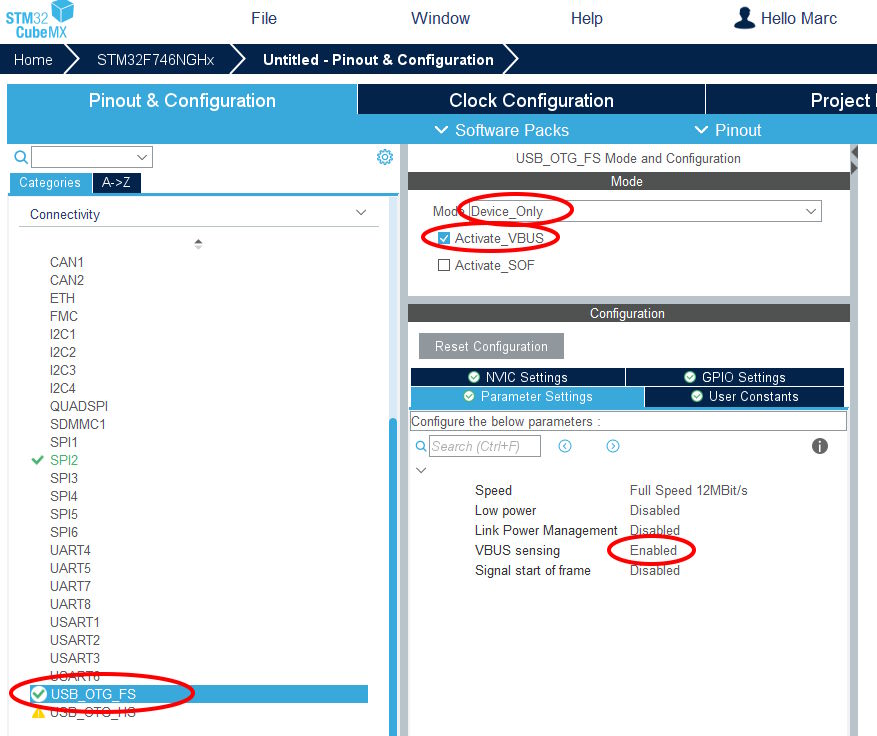 STM32
CubeMX
File Window Help Hello Marc
Home STM32F746NGHx Untitled - Pinout & Configuration
Pinout & Configuration Clock Configuration Project
Software Packs Pinout
Categories A->Z
Connectivity
CAN1
CAN2
ETH
FMC
I2C1
I2C2
I2C3
I2C4
QUADSPI
SDMMC1
SPI1
SPI2
SPI3
SPI4
SPI5
SPI6
UART4
UART5
UART7
UART8
USART1
USART2
USART3
USART6
USB_OTG_FS
USB_OTG_HS
USB_OTG_FS Mode and Configuration
Mode
Mode Device_Only
Activate_VBUS
Activate_SOF
Configuration
Reset Configuration
NVIC Settings GPIO Settings
Parameter Settings User Constants
Configure the below parameters :
Search (Ctrl+F)
Speed Full Speed 12MBit/s
Low power Disabled
Link Power Management Disabled
VBUS sensing Enabled
Signal start of frame Disabled